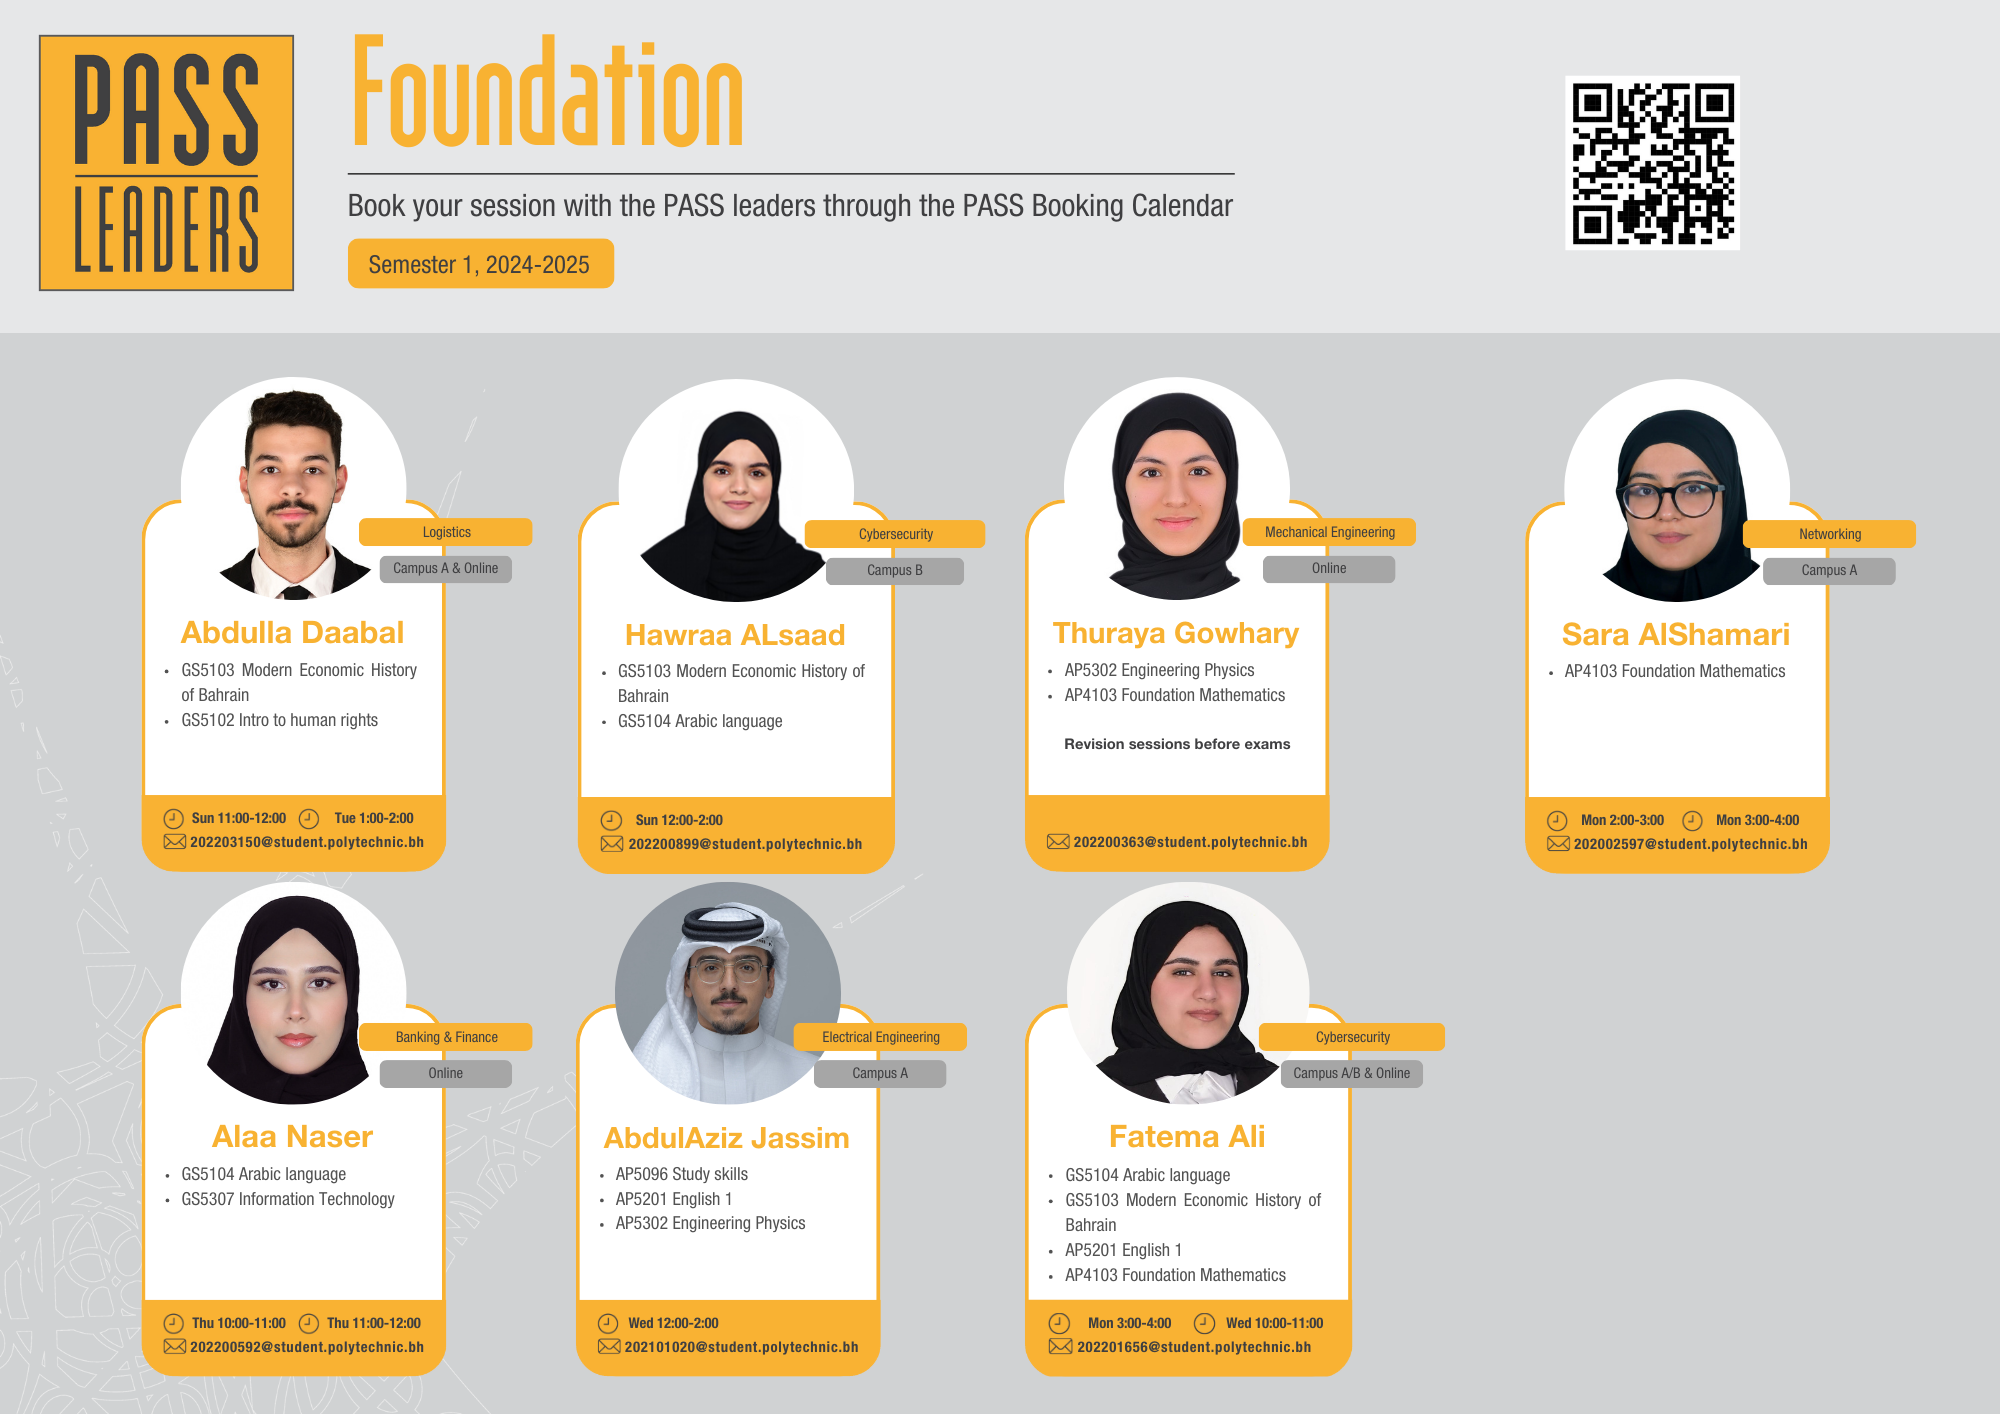 PASS
LEADERS
Foundation
Book your session with the PASS leaders through the PASS Booking Calendar
Semester 1, 2024-2025
Logistics
Campus A & Online
Abdulla Daabal
• GS5103 Modern Economic History
of Bahrain
• GS5102 Intro to human rights
Sun 11:00-12:00 Tue 1:00-2:00
202203150@student.polytechnic.bh
Cybersecurity
Campus B
Hawraa ALsaad
• GS5103 Modern Economic History of
Bahrain
• GS5104 Arabic language
Sun 12:00-2:00
202200899@student.polytechnic.bh
Mechanical Engineering
Online
Thuraya Gowhary
• AP5302 Engineering Physics
• AP4103 Foundation Mathematics
Revision sessions before exams
202200363@student.polytechnic.bh
Networking
Campus A
Sara AlShamari
• AP4103 Foundation Mathematics
Mon 2:00-3:00 Mon 3:00-4:00
202002597@student.polytechnic.bh
Banking & Finance
Online
Alaa Naser
• GS5104 Arabic language
• GS5307 Information Technology
Thu 10:00-11:00 Thu 11:00-12:00
202200592@student.polytechnic.bh
Electrical Engineering
Campus A
AbdulAziz Jassim
• AP5096 Study skills
• AP5201 English 1
• AP5302 Engineering Physics
Wed 12:00-2:00
202101020@student.polytechnic.bh
Cybersecurity
Campus A/B & Online
Fatema Ali
• GS5104 Arabic language
• GS5103 Modern Economic History of
Bahrain
• AP5201 English 1
• AP4103 Foundation Mathematics
Mon 3:00-4:00 Wed 10:00-11:00
202201656@student.polytechnic.bh